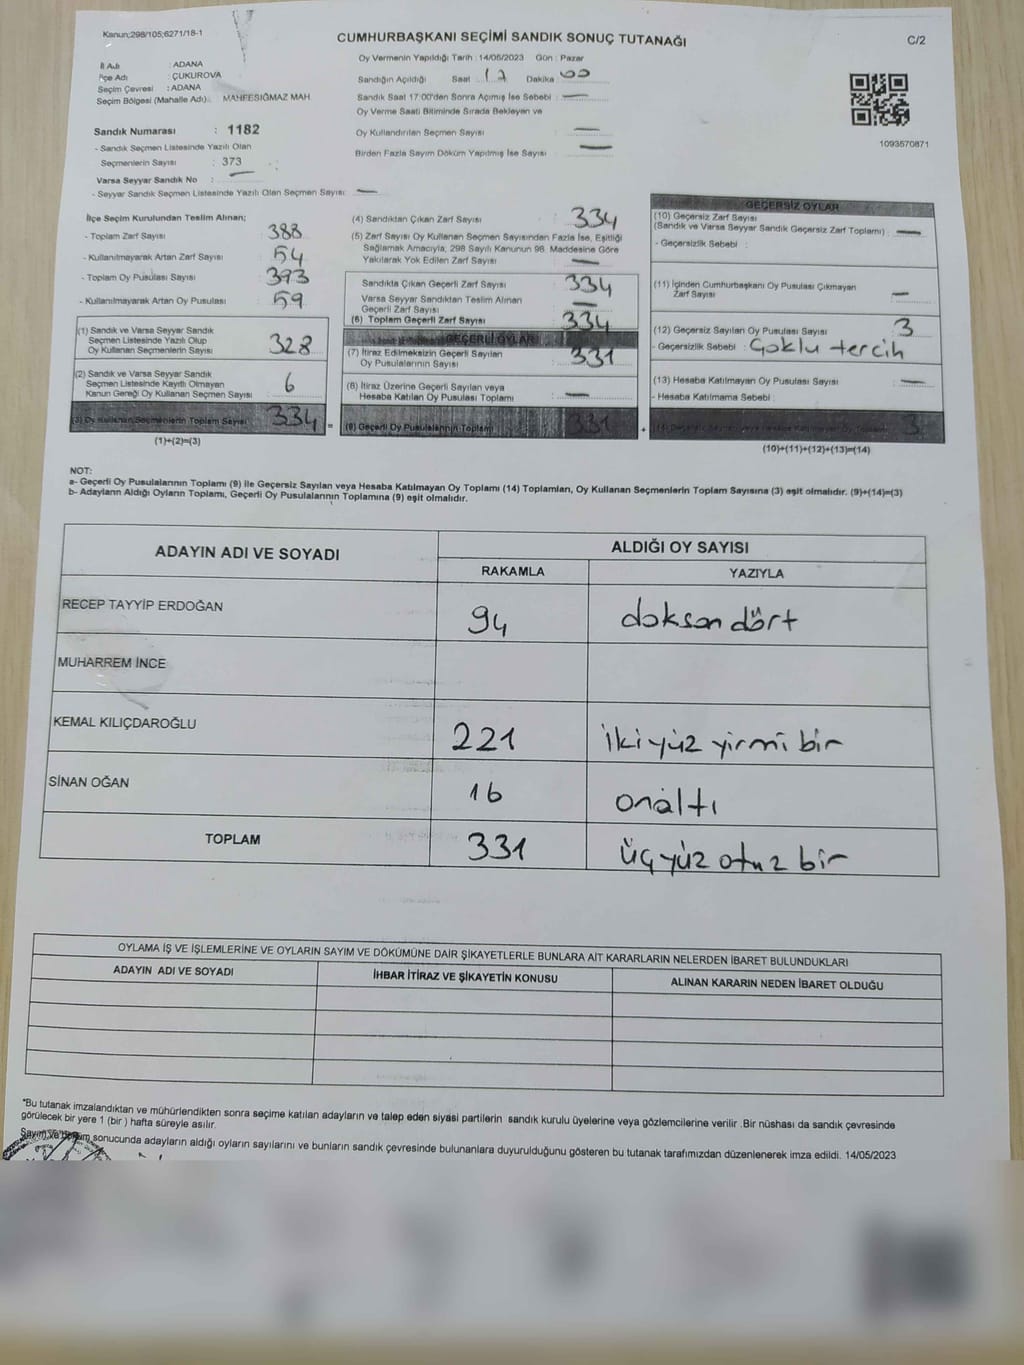 Kanun;298/105;6271/18-1
CUMHURBAŞKANI SEÇİMİ SANDIK SONUÇ TUTANAĞI
C/2
İl Adı : ADANA
İlçe Adı : ÇUKUROVA
Seçim Çevresi : ADANA
Seçim Bölgesi (Mahalle Adı) : MAHFESIĞMAZ MAH.
Oy Vermenin Yapıldığı Tarih : 14/05/2023 Gün : Pazar
Sandığın Açıldığı Saat Dakika 00
Sandık Saat 17:00'den Sonra Açımış İse Sebebi : —
Oy Verme Saati Bitiminde Sırada Bekleyen ve
Oy Kullandırılan Seçmen Sayısı —
Birden Fazla Sayım Döküm Yapılmış İse Sayısı —
1093570871
Sandık Numarası : 1182
- Sandık Seçmen Listesinde Yazılı Olan
Seçmenlerin Sayısı : 373
Varsa Seyyar Sandık No : —
- Seyyar Sandık Listesinde Yazılı Olan Seçmen Sayısı: —
İlçe Seçim Kurulundan Teslim Alınan;
- Toplam Zarf Sayısı : 388
- Kullanılmayarak Artan Zarf Sayısı : 54
- Toplam Oy Pusulası Sayısı : 393
- Kullanılmayarak Artan Oy Pusulası : 59
(1) Sandık ve Varsa Seyyar Sandık
Seçmen Listesinde Yazılı Olup
Oy Kullanan Seçmenlerin Sayısı : 328
(2) Sandık ve Varsa Seyyar Sandık
Seçmen Listesinde Kayıtlı Olmayan
Kanun Gereği Oy Kullanan Seçmen Sayısı : 6
(3) Oy Kullanan Seçmenlerin Toplam Sayısı 334 =
(1)+(2)=(3)
(4) Sandıktan Çıkan Zarf Sayısı : 334
(5) Zarf Sayısı Oy Kullanan Seçmen Sayısından Fazla İse, Eşitliği
Sağlamak Amacıyla, 298 Sayılı Kanunun 98. Maddesine Göre
Yakılarak Yok Edilen Zarf Sayısı : —
Sandıkta Çıkan Geçerli Zarf Sayısı : 334
Varsa Seyyar Sandıktan Teslim Alınan
Geçerli Zarf Sayısı : —
(6) Toplam Geçerli Zarf Sayısı : 334
GEÇERLİ OYLAR
(7) İtiraz Edilmeksizin Geçerli Sayılan
Oy Pusulalarının Sayısı : 331
(8) İtiraz Üzerine Geçerli Sayılan veya
Hesaba Katılan Oy Pusulası Toplamı : —
(9) Geçerli Oy Pusulalarının Toplamı 331 +
GEÇERSİZ OYLAR
(10) Geçersiz Zarf Sayısı
(Sandık ve Varsa Seyyar Sandık Geçersiz Zarf Toplamı) : —
- Geçersizlik Sebebi :
(11) İçinden Cumhurbaşkanı Oy Pusulası Çıkmayan
Zarf Sayısı : —
(12) Geçersiz Sayılan Oy Pusulası Sayısı : 3
- Geçersizlik Sebebi : Çoklu tercih
(13) Hesaba Katılmayan Oy Pusulası Sayısı : —
- Hesaba Katılmama Sebebi :
3
(10)+(11)+(12)+(13)=(14)
NOT:
a- Geçerli Oy Pusulalarının Toplamı (9) ile Geçersiz Sayılan veya Hesaba Katılmayan Oy Toplamı (14) Toplamları, Oy Kullanan Seçmenlerin Toplam Sayısına (3) eşit olmalıdır. (9)+(14)=(3)
b- Adayların Aldığı Oyların Toplamı, Geçerli Oy Pusulalarının Toplamına (9) eşit olmalıdır.
ADAYIN ADI VE SOYADI
ALDIĞI OY SAYISI
RAKAMLA YAZIYLA
RECEP TAYYİP ERDOĞAN 94 doksan dört
MUHARREM İNCE
KEMAL KILIÇDAROĞLU 221 iki yüz yirmi bir
SİNAN OĞAN 16 onaltı
TOPLAM 331 üç yüz otuz bir
OYLAMA İŞ VE İŞLEMLERİNE VE OYLARIN SAYIM VE DÖKÜMÜNE DAİR ŞİKAYETLERLE BUNLARA AİT KARARLARIN NELERDEN İBARET BULUNDUKLARI
ADAYIN ADI VE SOYADI İHBAR İTİRAZ VE ŞİKAYETİN KONUSU ALINAN KARARIN NEDEN İBARET OLDUĞU
*Bu tutanak imzalandıktan ve mühürlendikten sonra seçime katılan adayların ve talep eden siyasi partilerin sandık kurulu üyelerine veya gözlemcilerine verilir .Bir nüshası da sandık çevresinde
görülecek bir yere 1 (bir ) hafta süreyle asılır.
sonucunda adayların aldığı oyların sayılarını ve bunların sandık çevresinde bulunanlara duyurulduğunu gösteren bu tutanak tarafımızdan düzenlenerek imza edildi. 14/05/2023